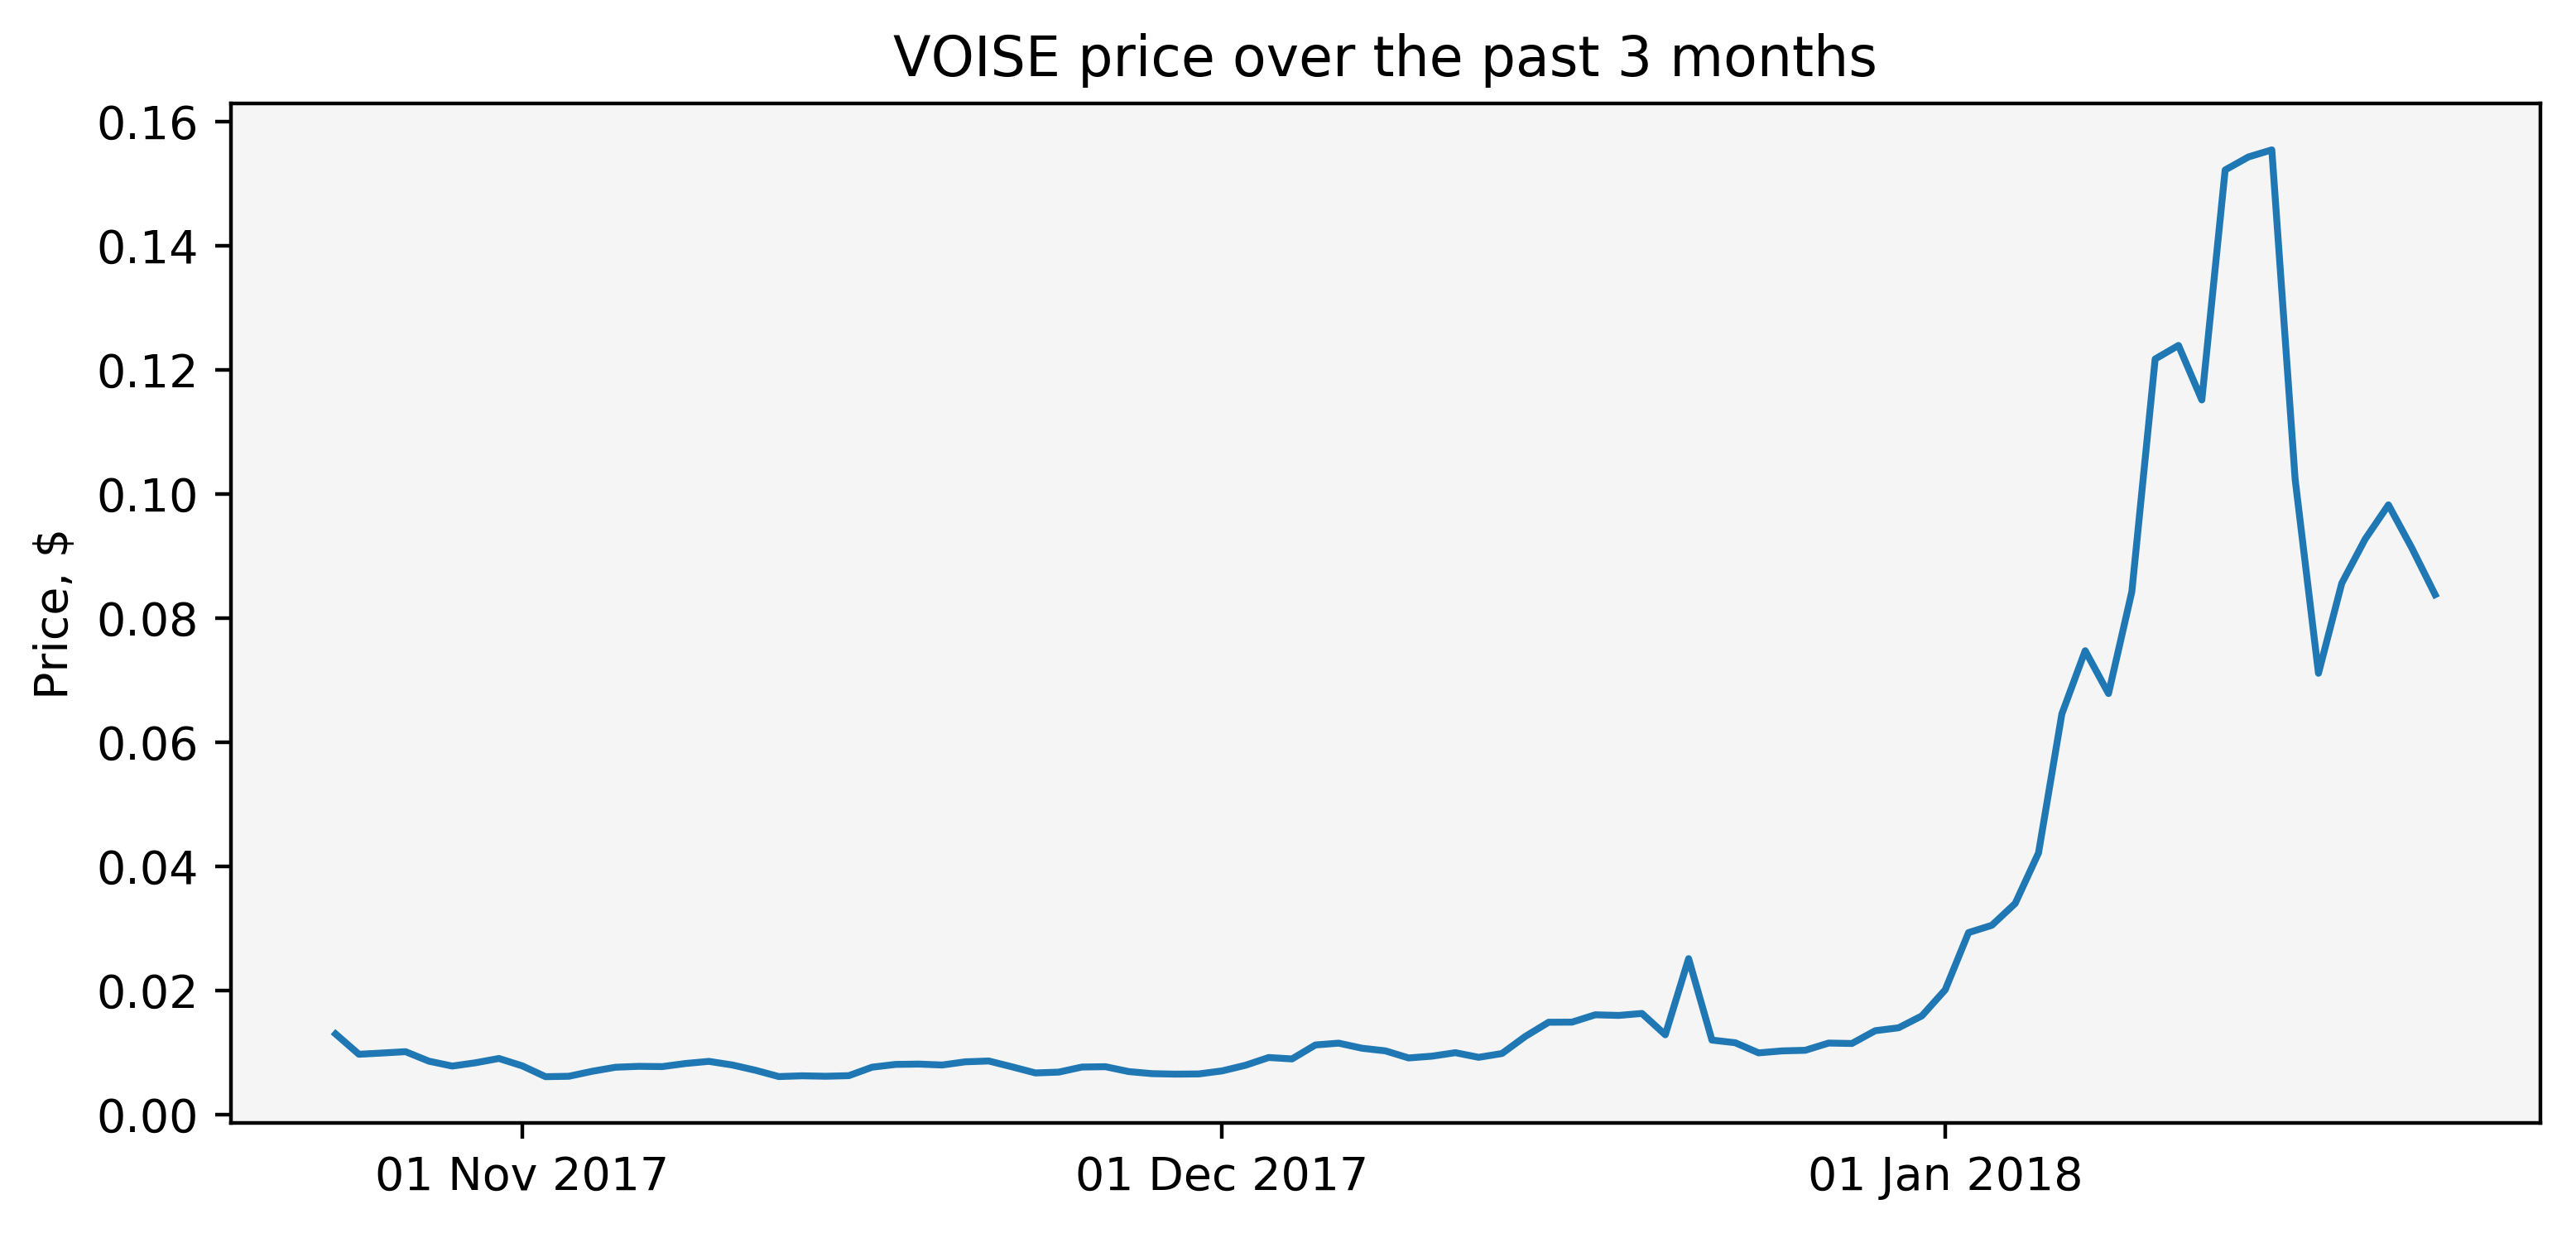 VOISE price over the past 3 months
Price, $
0.16
0.14
0.12
0.10
0.08
0.06
0.04
0.02
0.00
01 Nov 2017
01 Dec 2017
01 Jan 2018